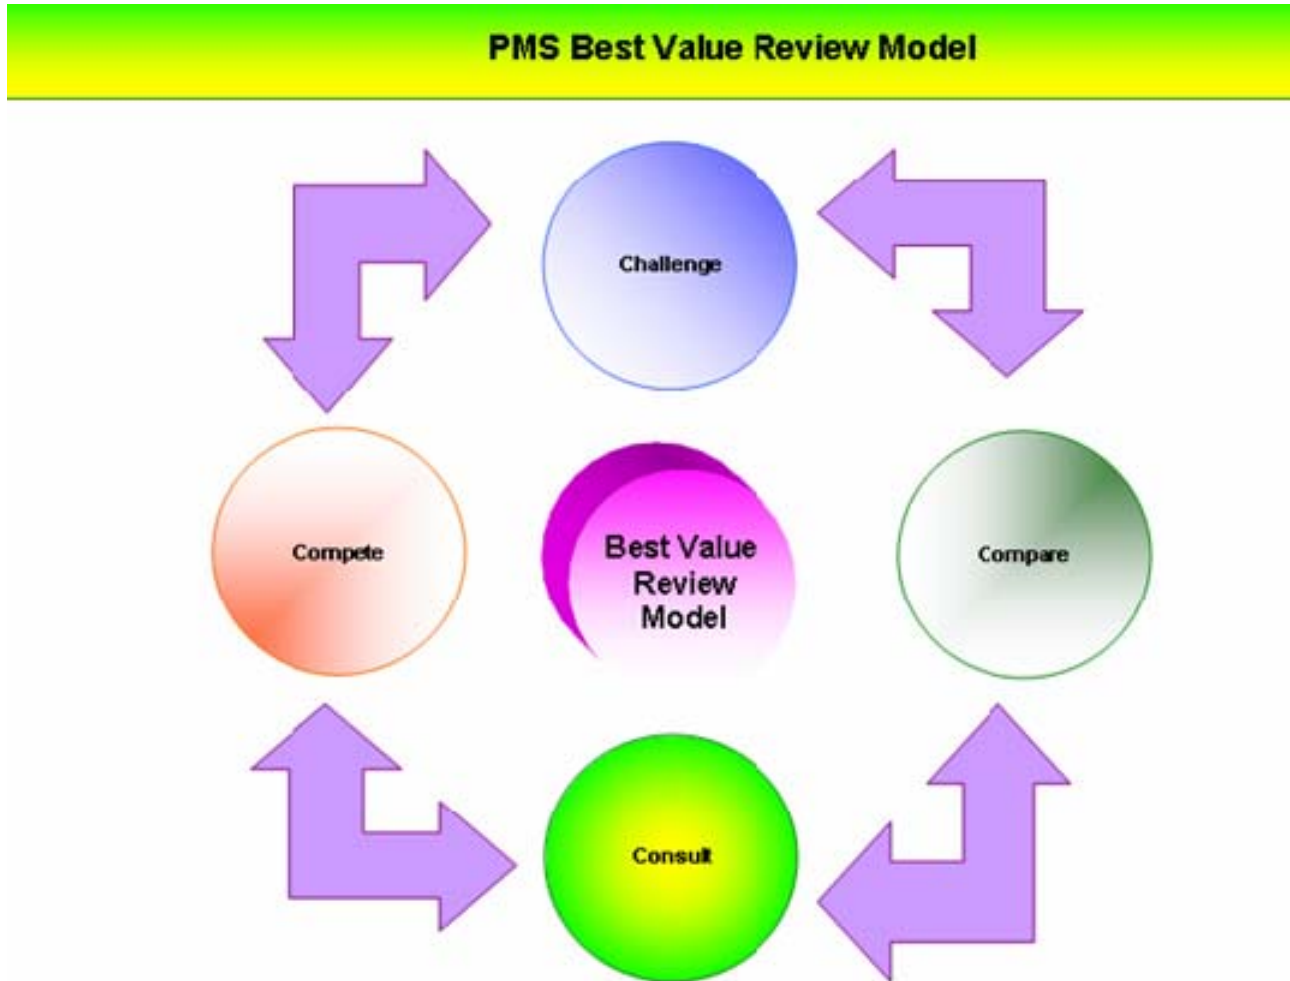 PMS Best Value Review Model
Challenge
Compete
Best Value
Review
Model
Compare
Consult